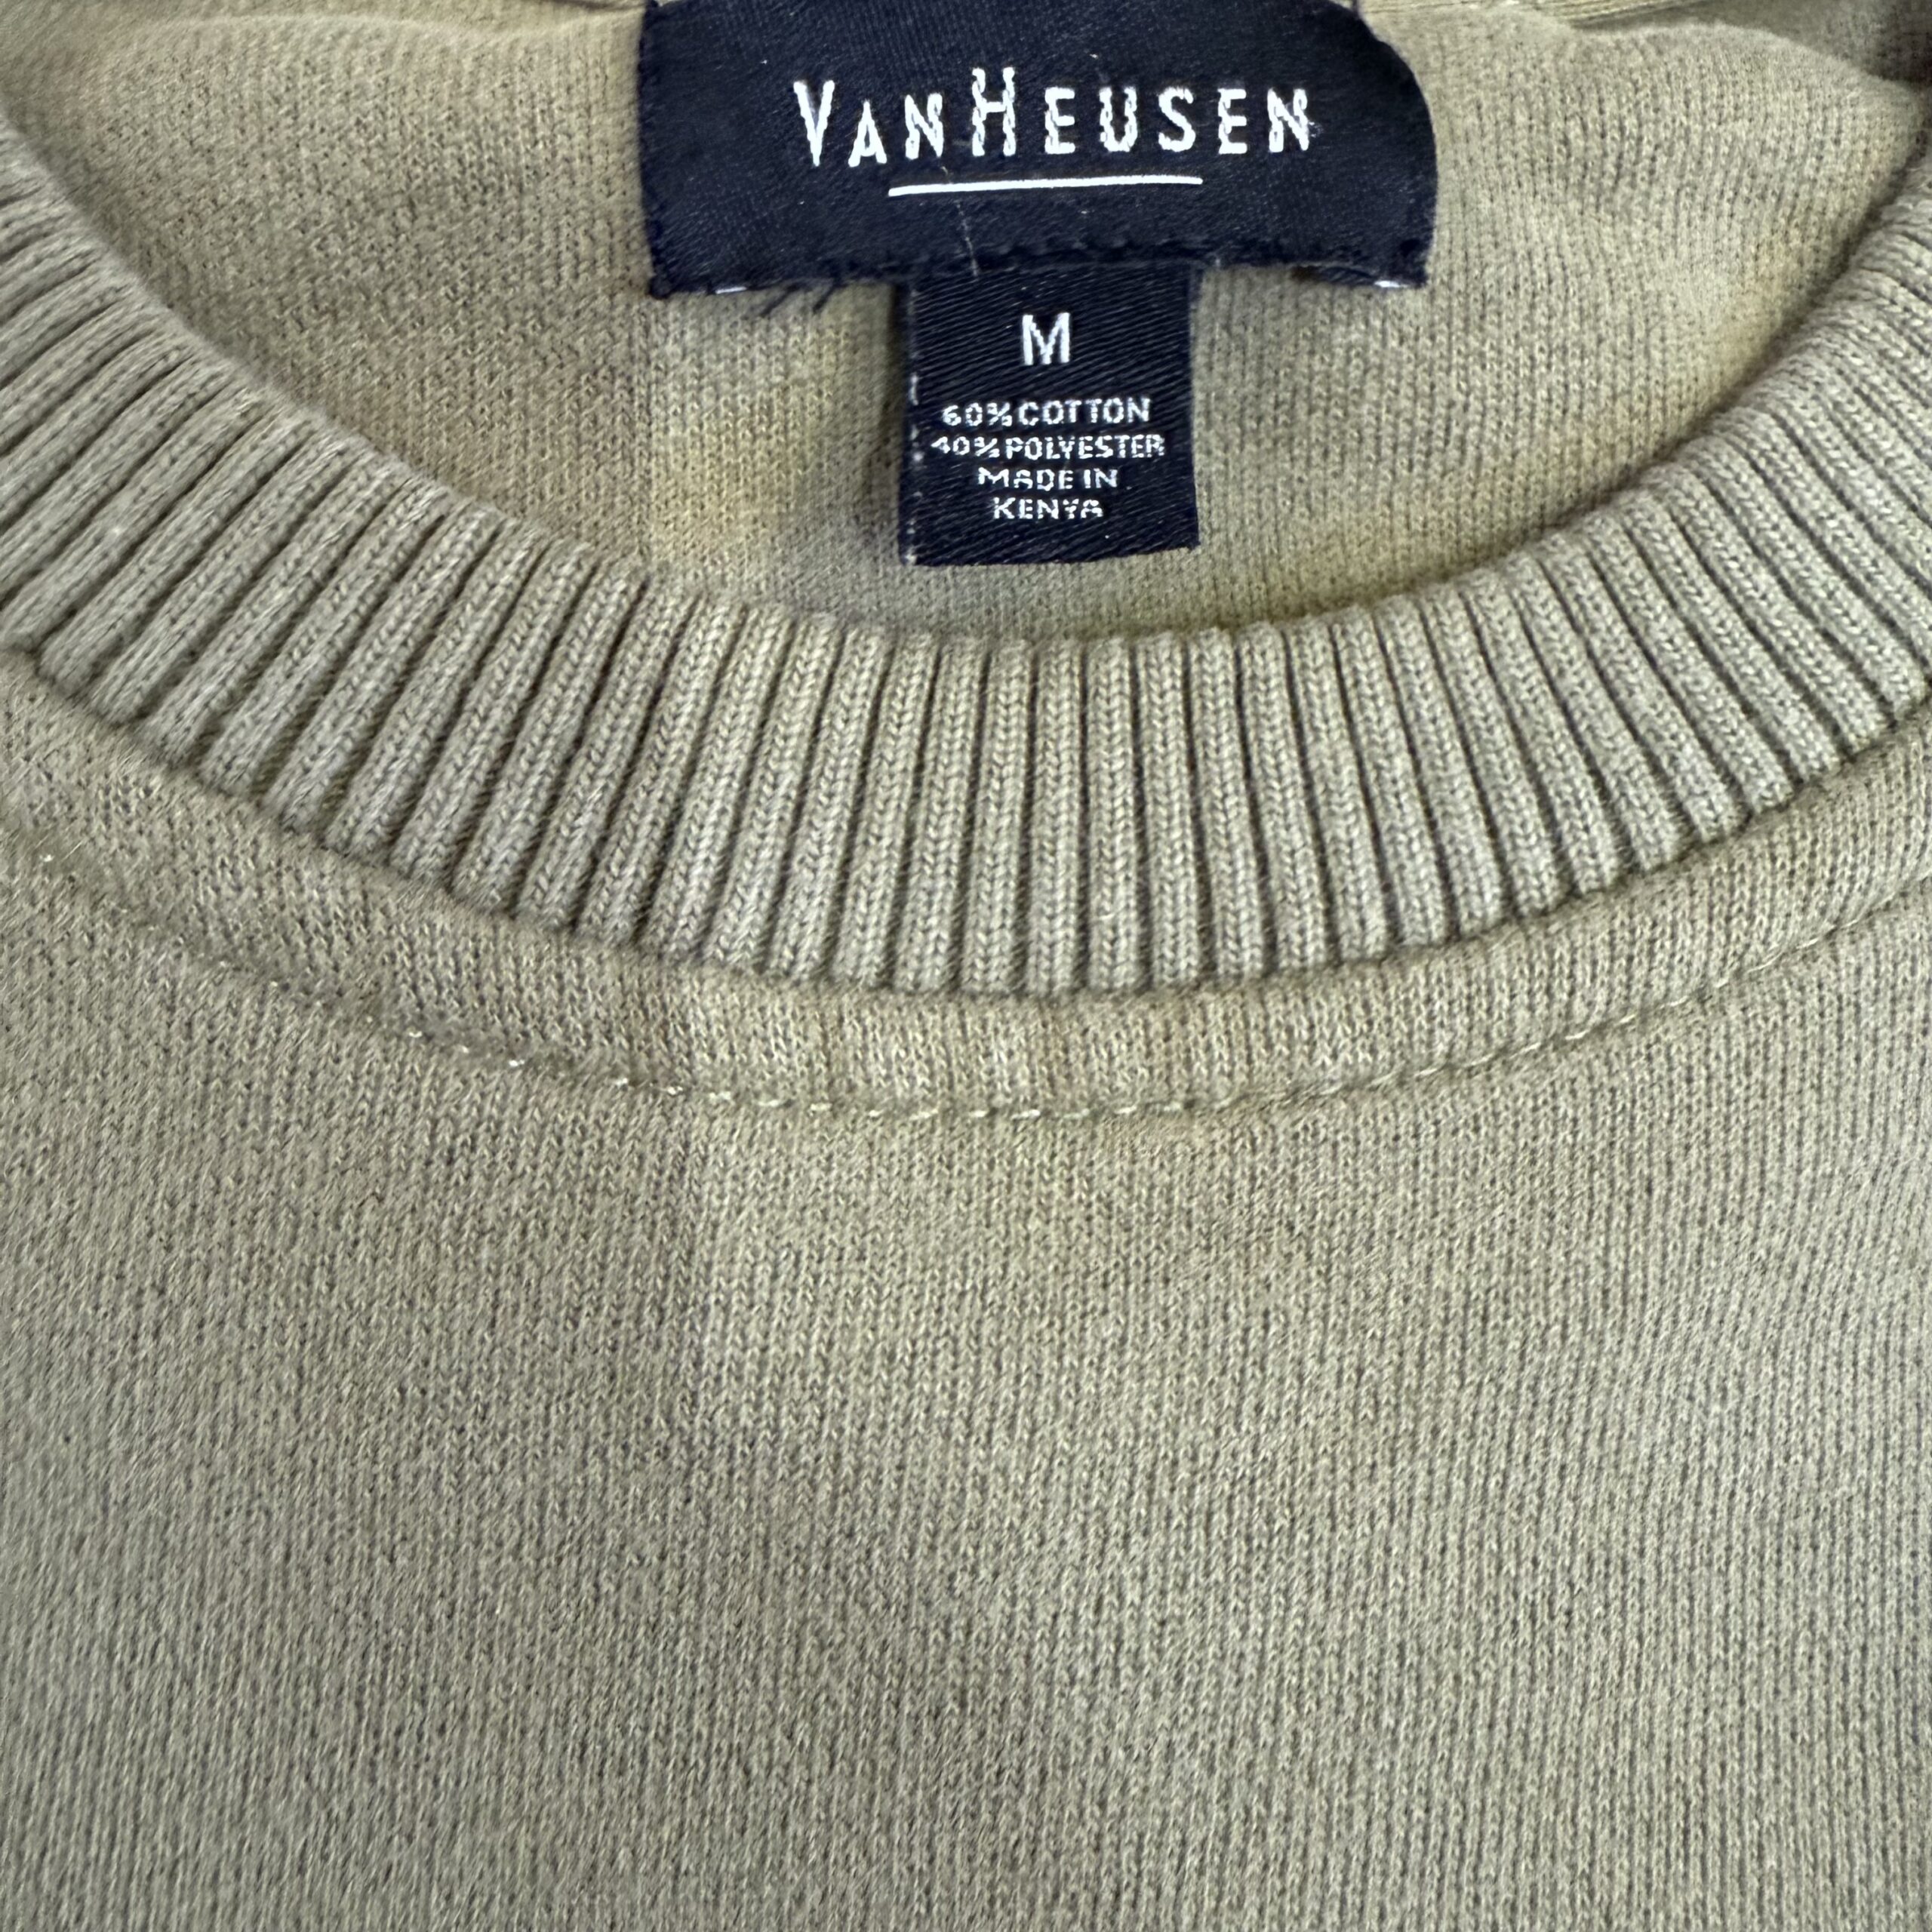 VANHEUSEN
M
60% COTTON
40% POLYESTER
MADE IN
KENYA